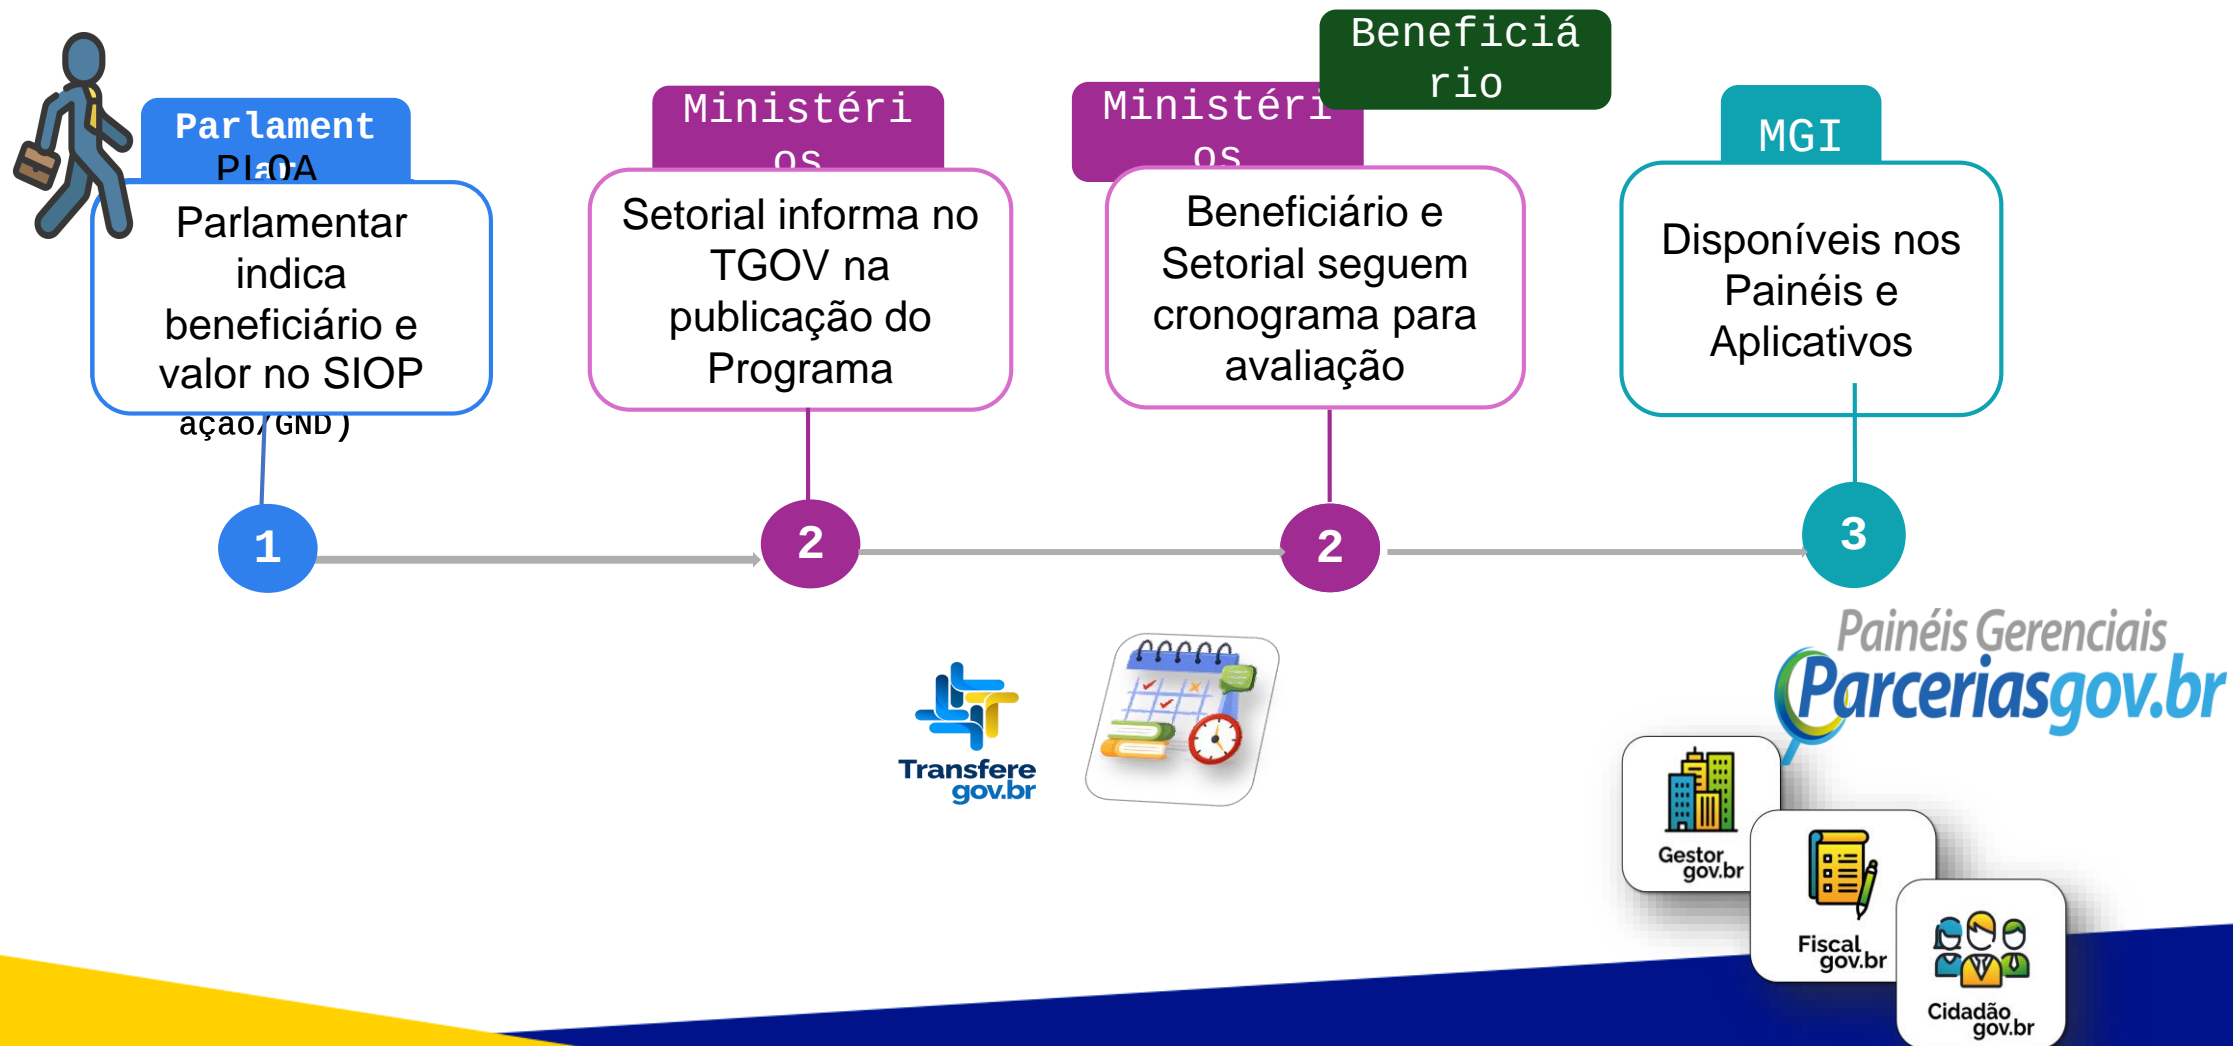 Parlament
ar
PLOA
Parlamentar
indica
beneficiário e
valor no SIOP
ação/GND)
1
Ministéri
os
Setorial informa no
TGOV na
publicação do
Programa
2
Beneficiá
rio
Ministéri
os
Beneficiário e
Setorial seguem
cronograma para
avaliação
2
MGI
Disponíveis nos
Painéis e
Aplicativos
3
Transfere
gov.br
Painéis Gerenciais
Parceriasgov.br
Gestor
gov.br
Fiscal
gov.br
Cidadão
gov.br